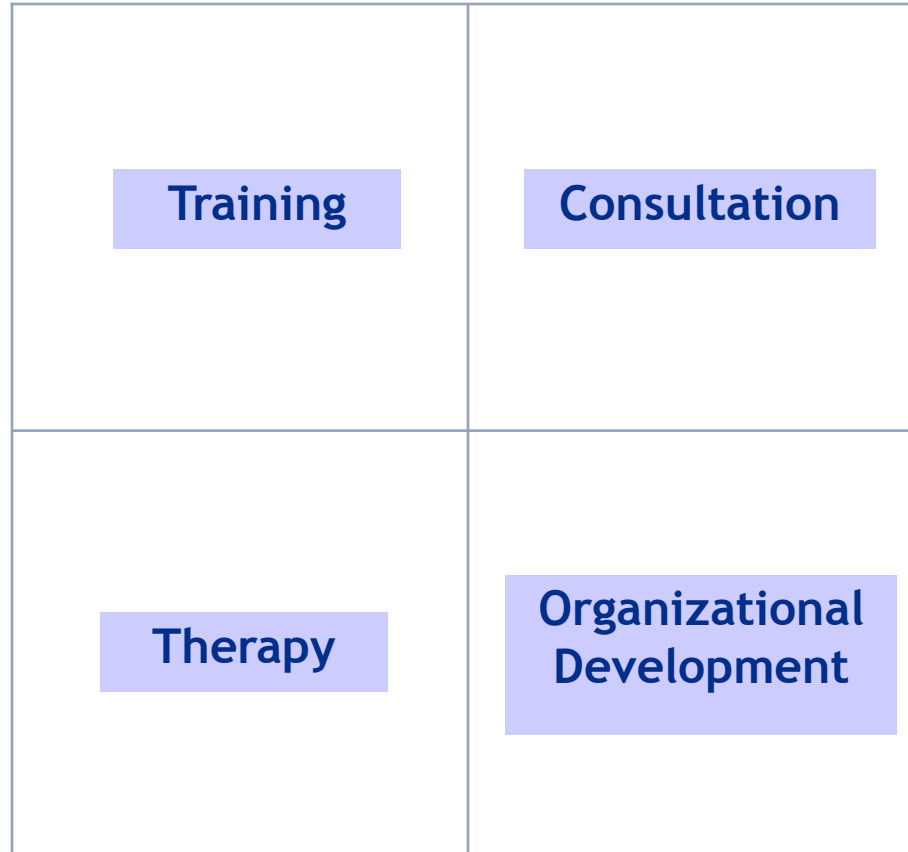 Training
Consultation
Therapy
Organizational
Development